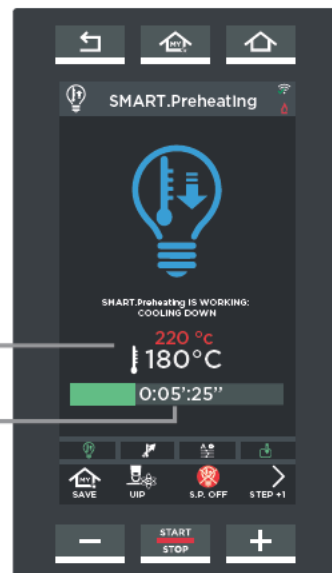 MY
SMART.Preheating
SMART.Preheating IS WORKING:
COOLING DOWN
220 °c
180°C
0:05':25"
MY
SAVE
UIP
S.P. OFF
STEP +1
START
STOP